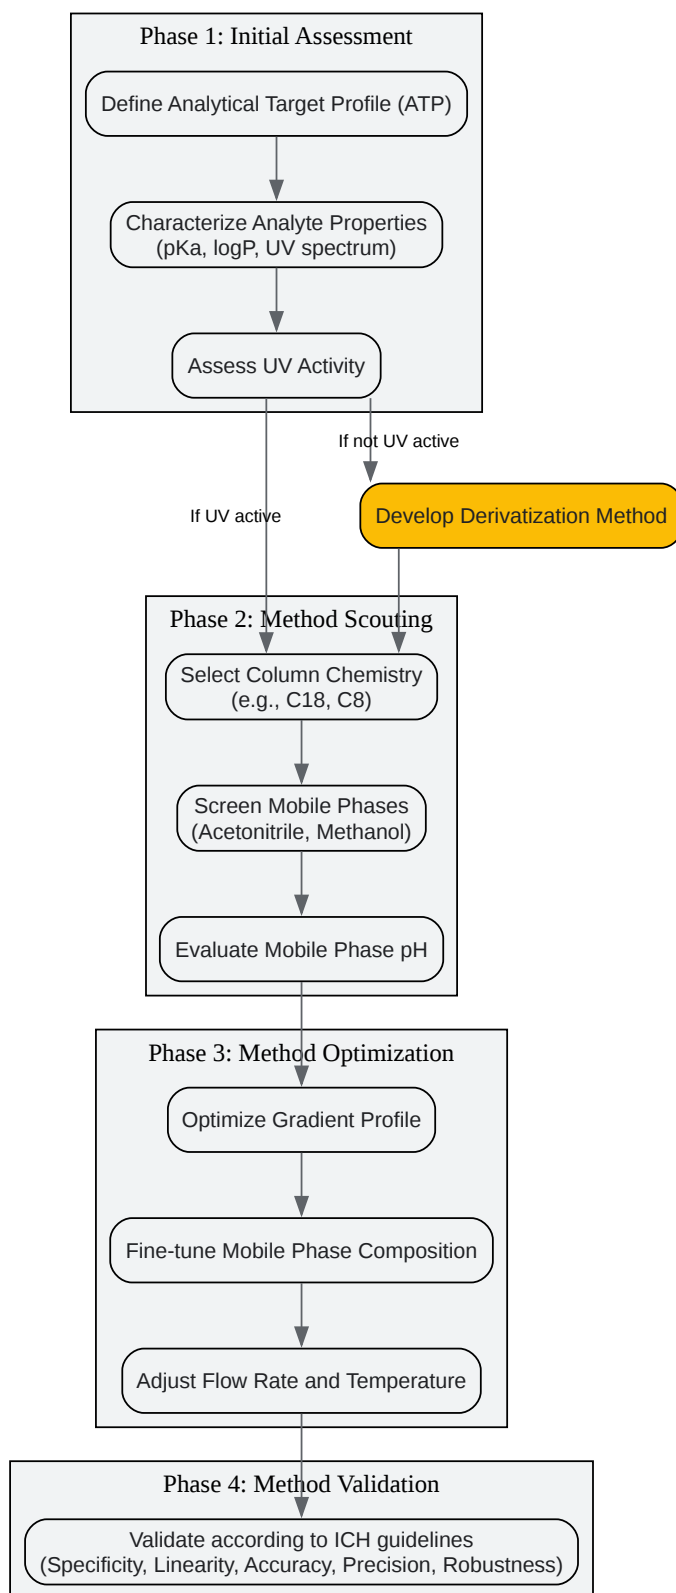 Phase 1: Initial Assessment
Define Analytical Target Profile (ATP)
Characterize Analyte Properties
(pKa, logP, UV spectrum)
Assess UV Activity
If not UV active
Develop Derivatization Method
If UV active
Phase 2: Method Scouting
Select Column Chemistry
(e.g., C18, C8)
Screen Mobile Phases
(Acetonitrile, Methanol)
Evaluate Mobile Phase pH
Phase 3: Method Optimization
Optimize Gradient Profile
Fine-tune Mobile Phase Composition
Adjust Flow Rate and Temperature
Phase 4: Method Validation
Validate according to ICH guidelines
(Specificity, Linearity, Accuracy, Precision, Robustness)